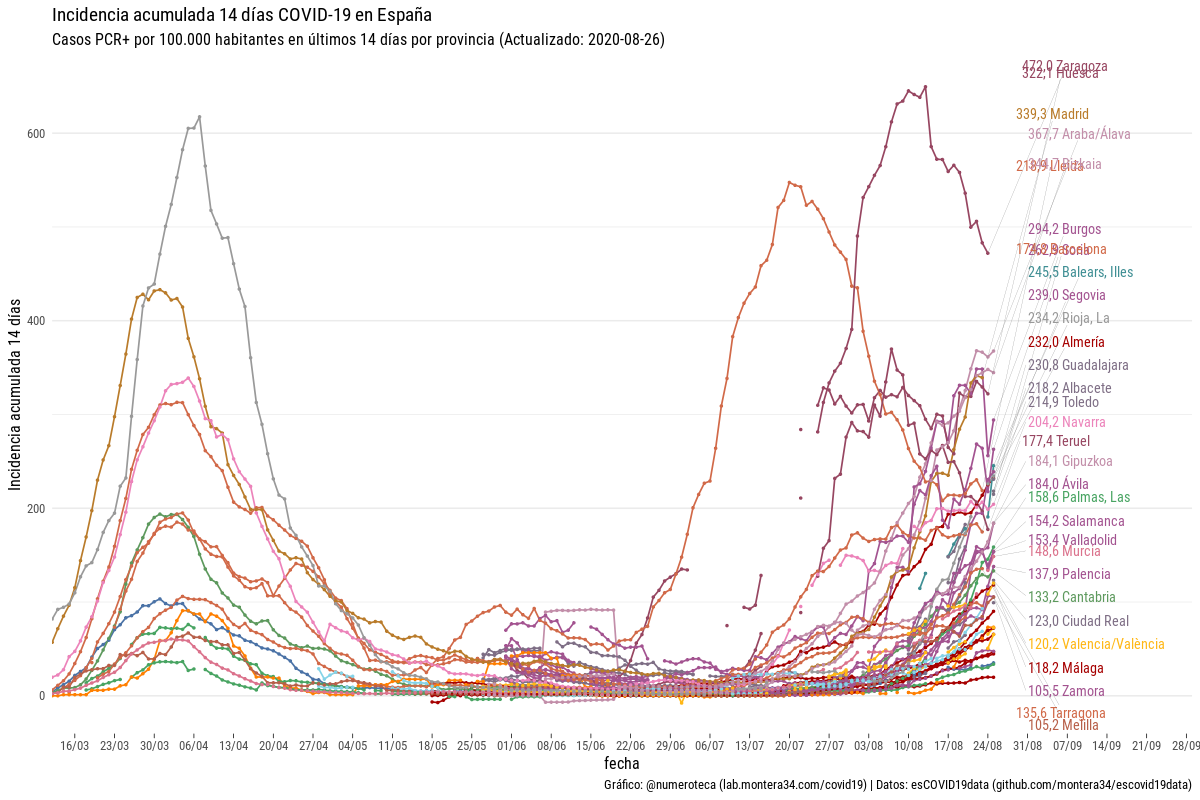 Incidencia acumulada 14 días COVID-19 en España
Casos PCR+ por 100.000 habitantes en últimos 14 días por provincia (Actualizado: 2020-08-26)
472,0 Zaragoza
322,1 Huesca
339,3 Madrid
367,7 Araba/Álava
Bizkaia
218,9 Lleida
294,2 Burgos
Barcelona
245,5 Balears, Illes
239,0 Segovia
234,2 Rioja, La
232,0 Almería
230,8 Guadalajara
218,2 Albacete
214,9 Toledo
204,2 Navarra
177,4 Teruel
184,1 Gipuzkoa
184,0 Ávila
158,6 Palmas, Las
154,2 Salamanca
153,4 Valladolid
148,6 Murcia
137,9 Palencia
133,2 Cantabria
123,0 Ciudad Real
120,2 Valencia/València
118,2 Málaga
105,5 Zamora
135,6 Tarragona
105,2 Melilla
Incidencia acumulada 14 días
600
400
200
0
16/03 23/03 30/03 06/04 13/04 20/04 27/04 04/05 11/05 18/05 25/05 01/06 08/06 15/06 22/06 29/06 06/07 13/07 20/07 27/07 03/08 10/08 17/08 24/08 31/08 07/09 14/09 21/09 28/09
fecha
Gráfico: @numeroteca (lab.montera34.com/covid19) | Datos: esCOVID19data (github.com/montera34/escovid19data)